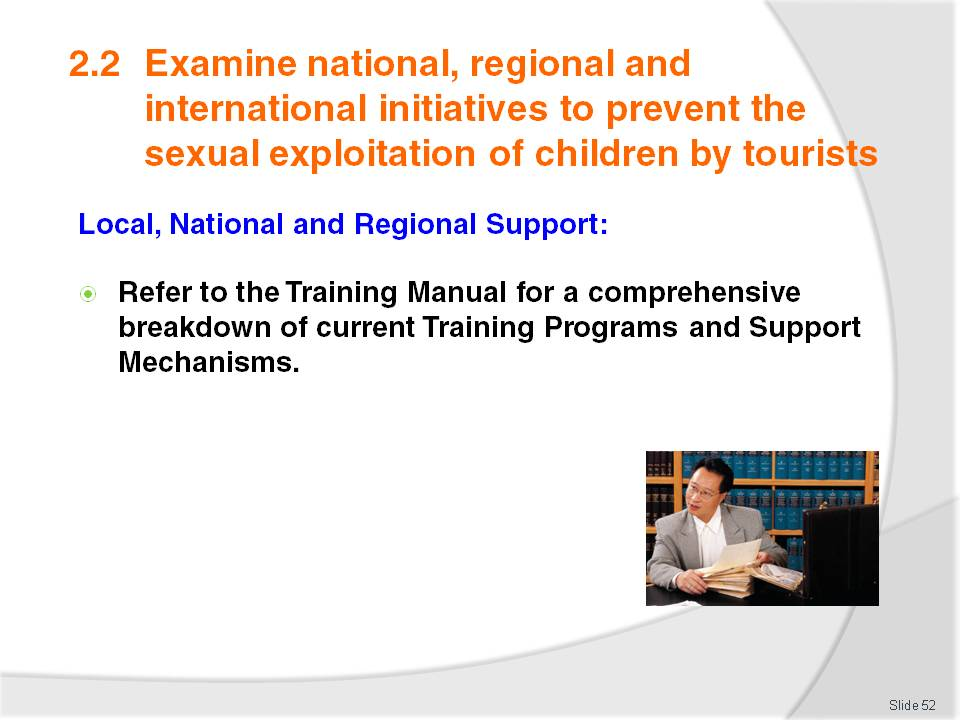 2.2 Examine national, regional and
international initiatives to prevent the
sexual exploitation of children by tourists
Local, National and Regional Support:
Refer to the Training Manual for a comprehensive
breakdown of current Training Programs and Support
Mechanisms.
Slide 52